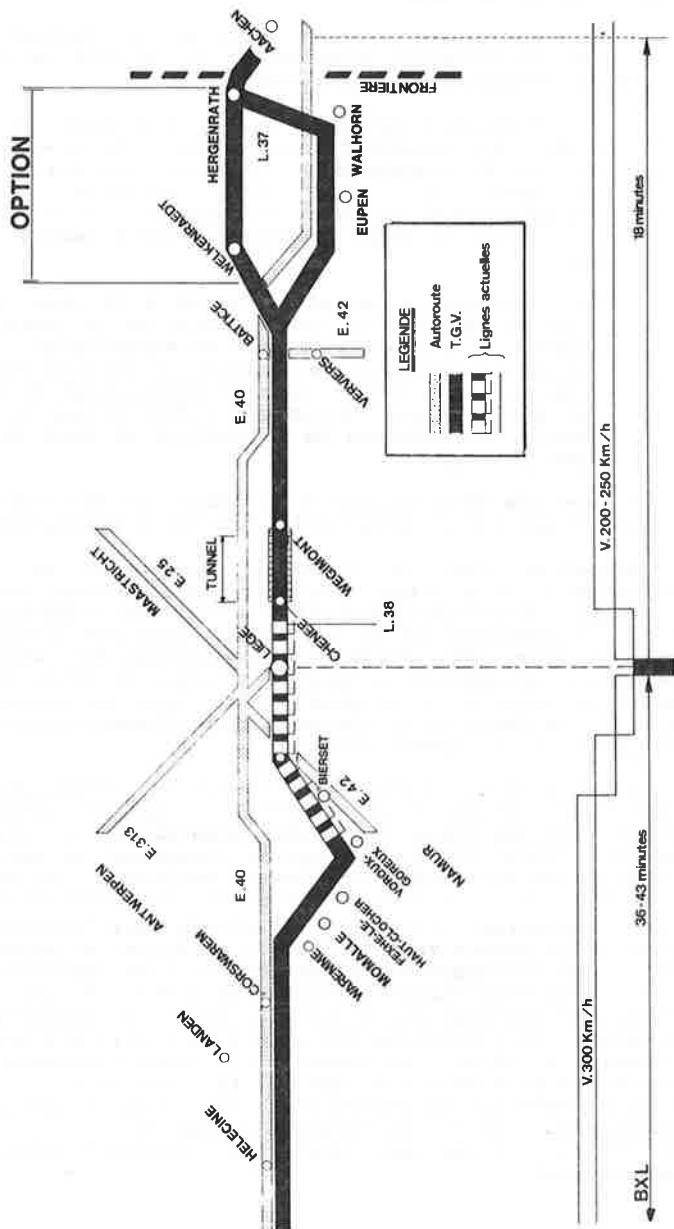 OPTION
AACHEN
HERGENRATH
FRONTIERE
L.37
WALHORN
EUPEN
WELKENRAEDT
BATTICE
E.42
VERVIERS
E.40
LEGENDE
Autoroute
T.G.V.
Lignes actuelles
MAASTRICHT
E.25
TUNNEL
WEGIMONT
CHENEE
LIEGE
L.38
BIERSET
E.42
E.313
ANTWERPEN
E.40
NAMUR
VOROUX-
GOREUX
FEXHE-LE-
HAUT-CLOCHER
MOMALLE
WAREMME
CORSWAREM
LANDEN
HELECINE
V.300 Km/h
V.200-250 Km/h
BXL
36-43 minutes
18 minutes